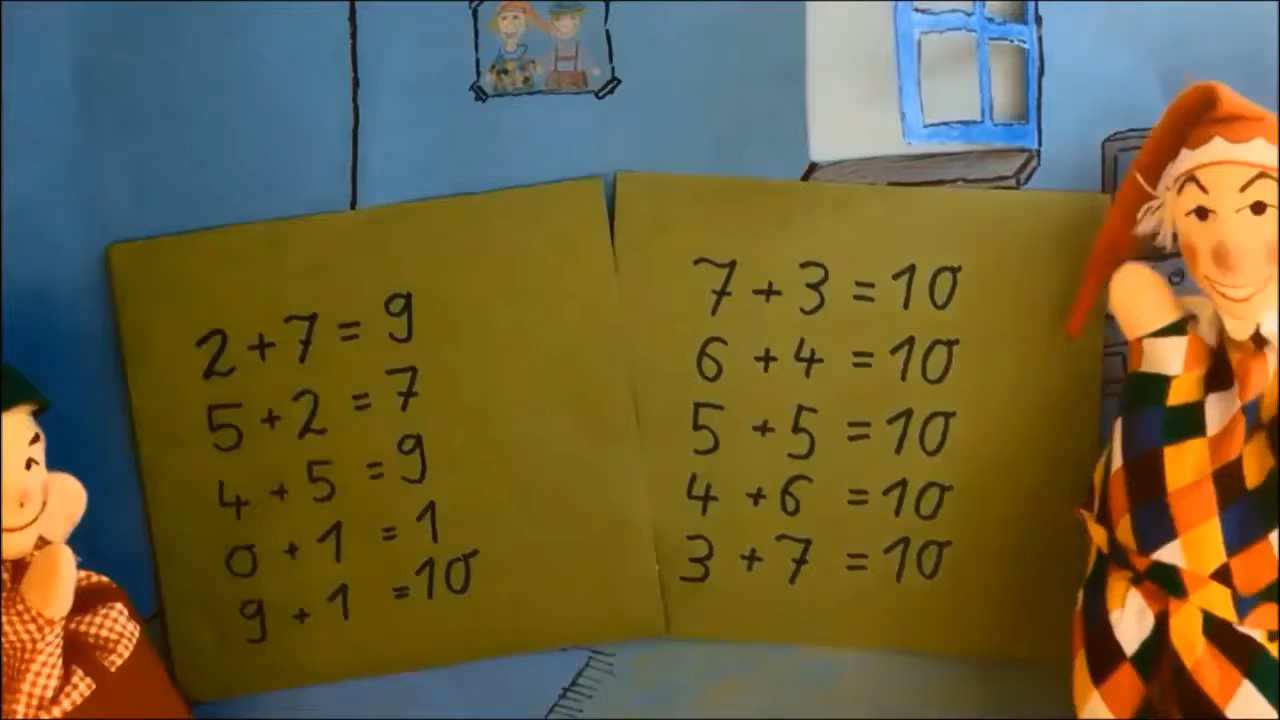 2 + 7 = 9
5 + 2 = 7
4 + 5 = 9
0 + 1 = 1
9 + 1 = 10
7 + 3 = 10
6 + 4 = 10
5 + 5 = 10
4 + 6 = 10
3 + 7 = 10